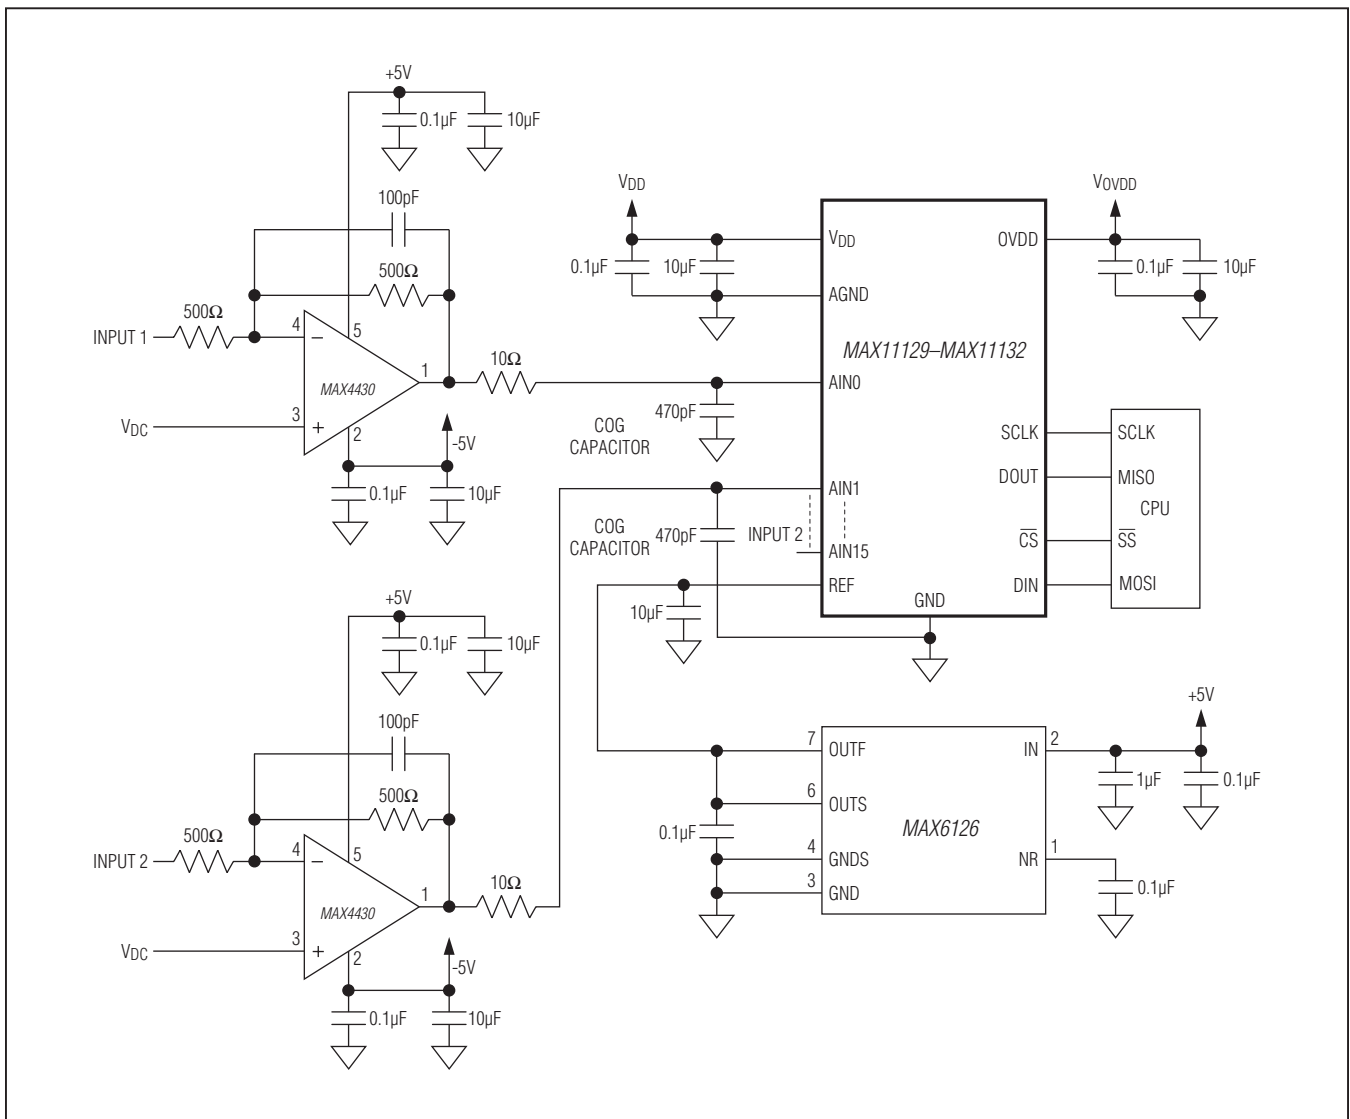 +5V
0.1µF
10µF
100pF
500Ω
500Ω
INPUT 1
4
5
−
MAX4430
1
10Ω
3
VDC
+
2
-5V
0.1µF
10µF
VDD
0.1µF
10µF
VDD
AGND
MAX11129–MAX11132
AIN0
470pF
COG
CAPACITOR
VOVDD
OVDD
0.1µF
10µF
SCLK
SCLK
DOUT
MISO
CPU
CS
SS
DIN
MOSI
AIN1
COG
CAPACITOR
470pF
INPUT 2
AIN15
REF
GND
10µF
+5V
0.1µF
10µF
100pF
500Ω
500Ω
INPUT 2
4
5
−
MAX4430
1
10Ω
3
VDC
+
2
-5V
0.1µF
10µF
+5V
7
OUTF
IN
2
1µF
0.1µF
6
OUTS
0.1µF
MAX6126
4
GNDS
NR
1
3
GND
0.1µF